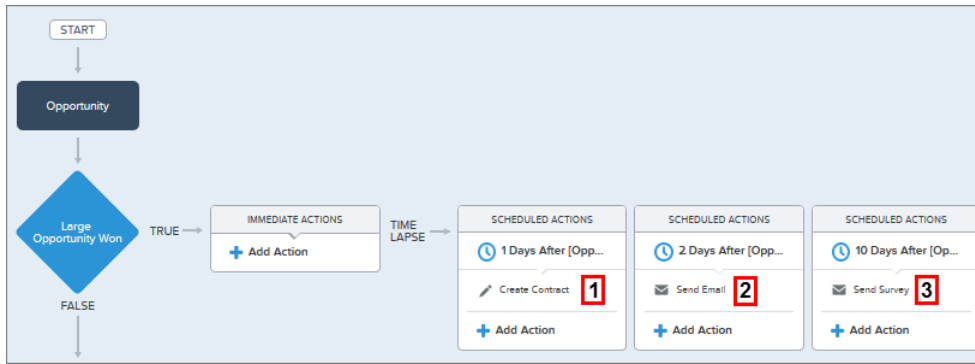 START
Opportunity
Large
Opportunity Won
TRUE
FALSE
IMMEDIATE ACTIONS
Add Action
TIME
LAPSE
SCHEDULED ACTIONS
1 Days After [Opp...
Create Contract 1
Add Action
SCHEDULED ACTIONS
2 Days After [Opp...
Send Email 2
Add Action
SCHEDULED ACTIONS
10 Days After [Op...
Send Survey 3
Add Action